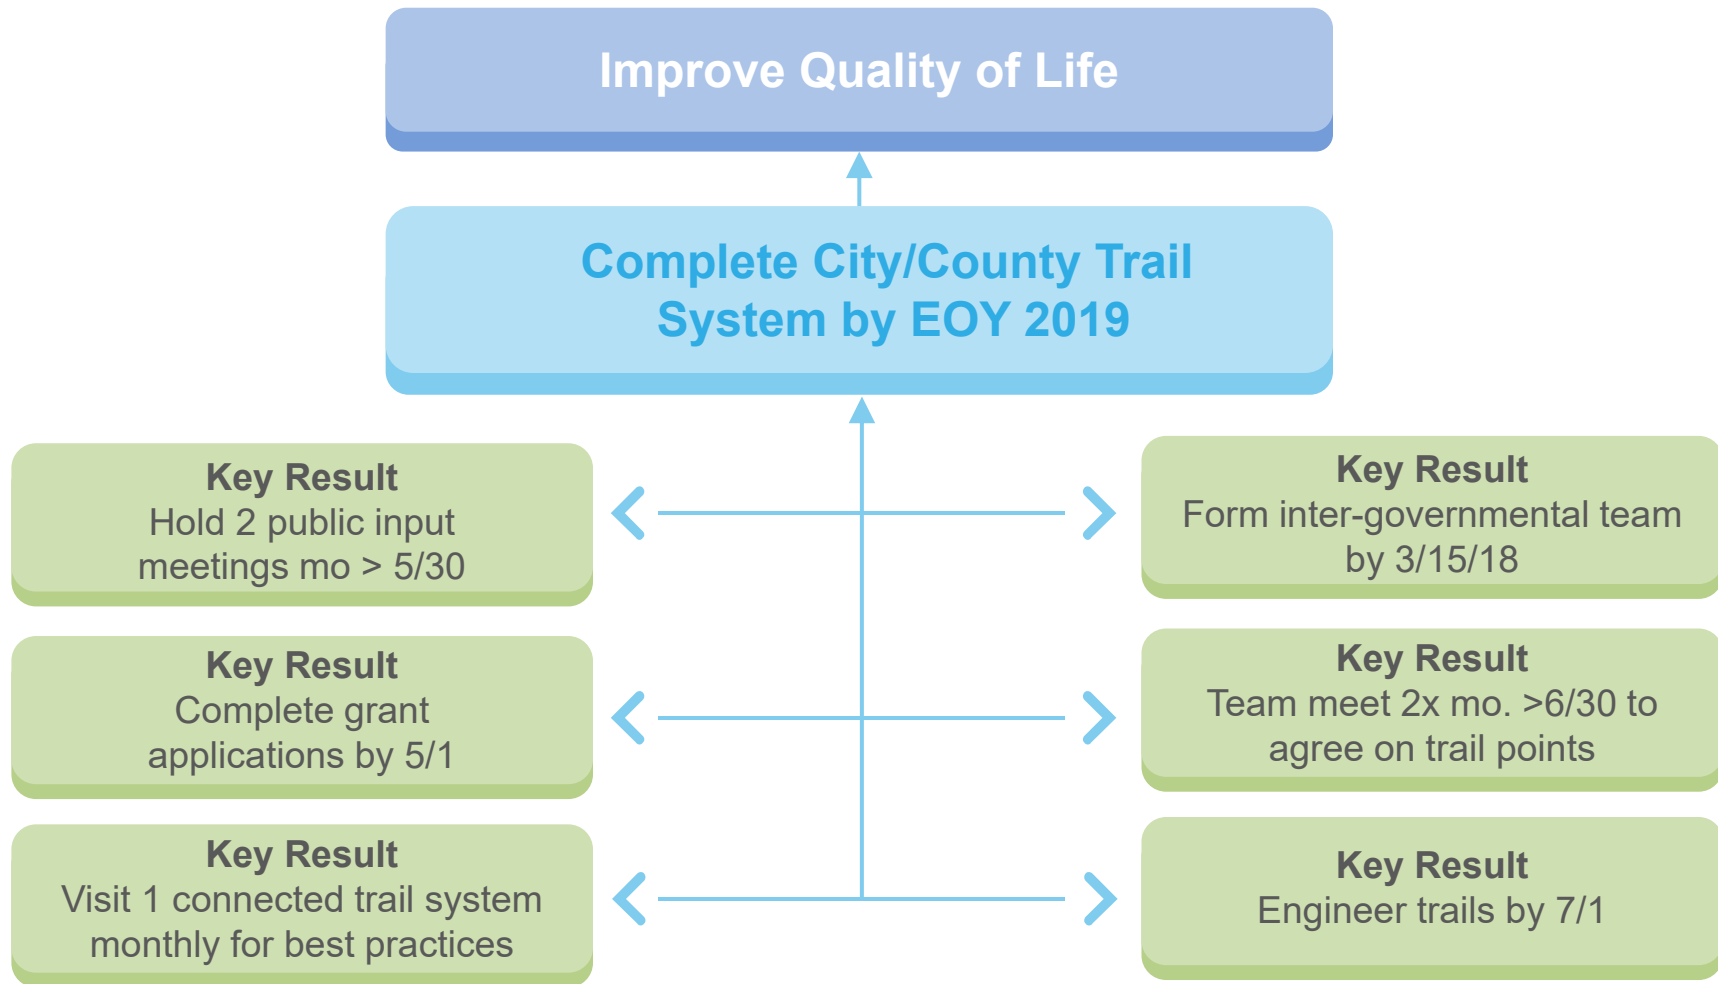 Improve Quality of Life
Complete City/County Trail
System by EOY 2019
Key Result
Hold 2 public input
meetings mo > 5/30
Key Result
Form inter-governmental team
by 3/15/18
Key Result
Complete grant
applications by 5/1
Key Result
Team meet 2x mo. >6/30 to
agree on trail points
Key Result
Visit 1 connected trail system
monthly for best practices
Key Result
Engineer trails by 7/1